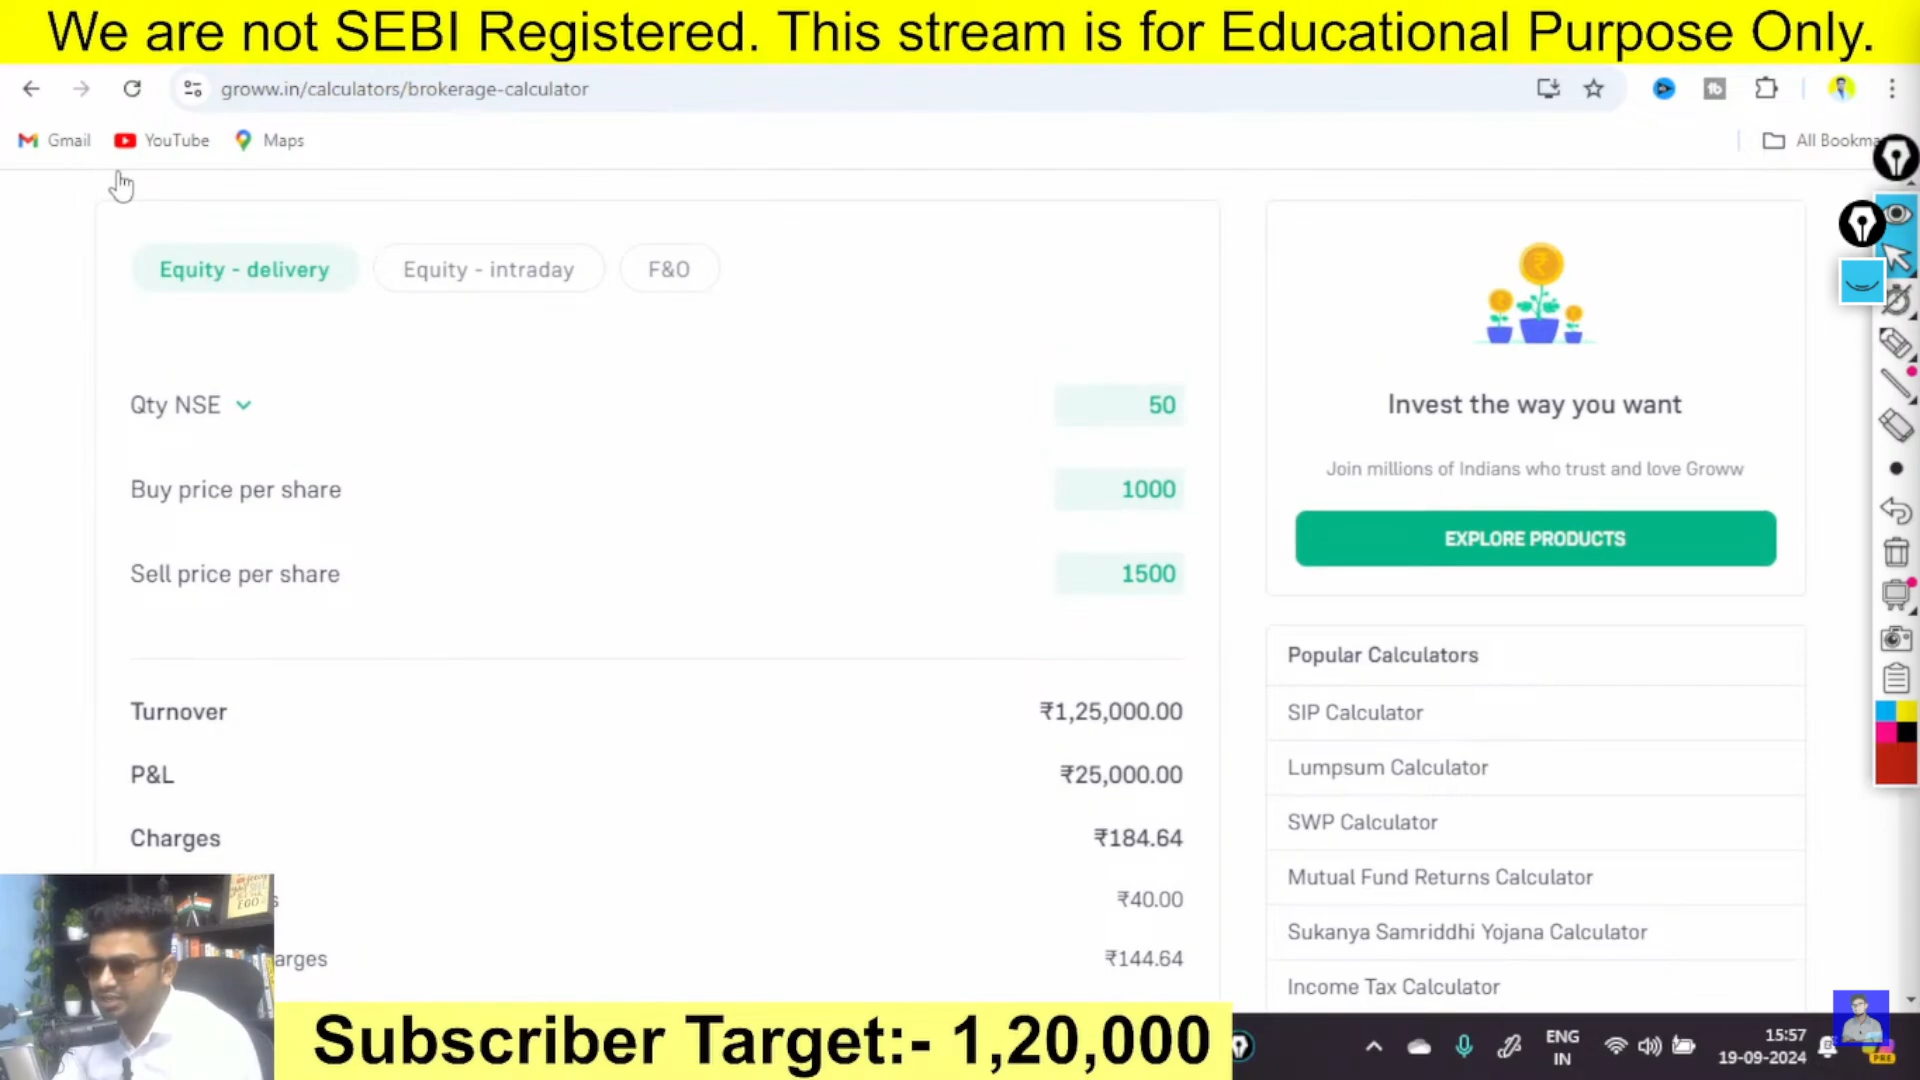 We are not SEBI Registered. This stream is for Educational Purpose Only.
groww.in/calculators/brokerage-calculator
Gmail YouTube Maps All Bookma
Equity - delivery Equity - intraday F&O
Qty NSE 50
Buy price per share 1000
Sell price per share 1500
Turnover ₹1,25,000.00
P&L ₹25,000.00
Charges ₹184.64
s ₹40.00
arges ₹144.64
Invest the way you want
Join millions of Indians who trust and love Groww
EXPLORE PRODUCTS
Popular Calculators
SIP Calculator
Lumpsum Calculator
SWP Calculator
Mutual Fund Returns Calculator
Sukanya Samriddhi Yojana Calculator
Income Tax Calculator
EGO
Subscriber Target:- 1,20,000
ENG
IN
15:57
19-09-2024
PRE